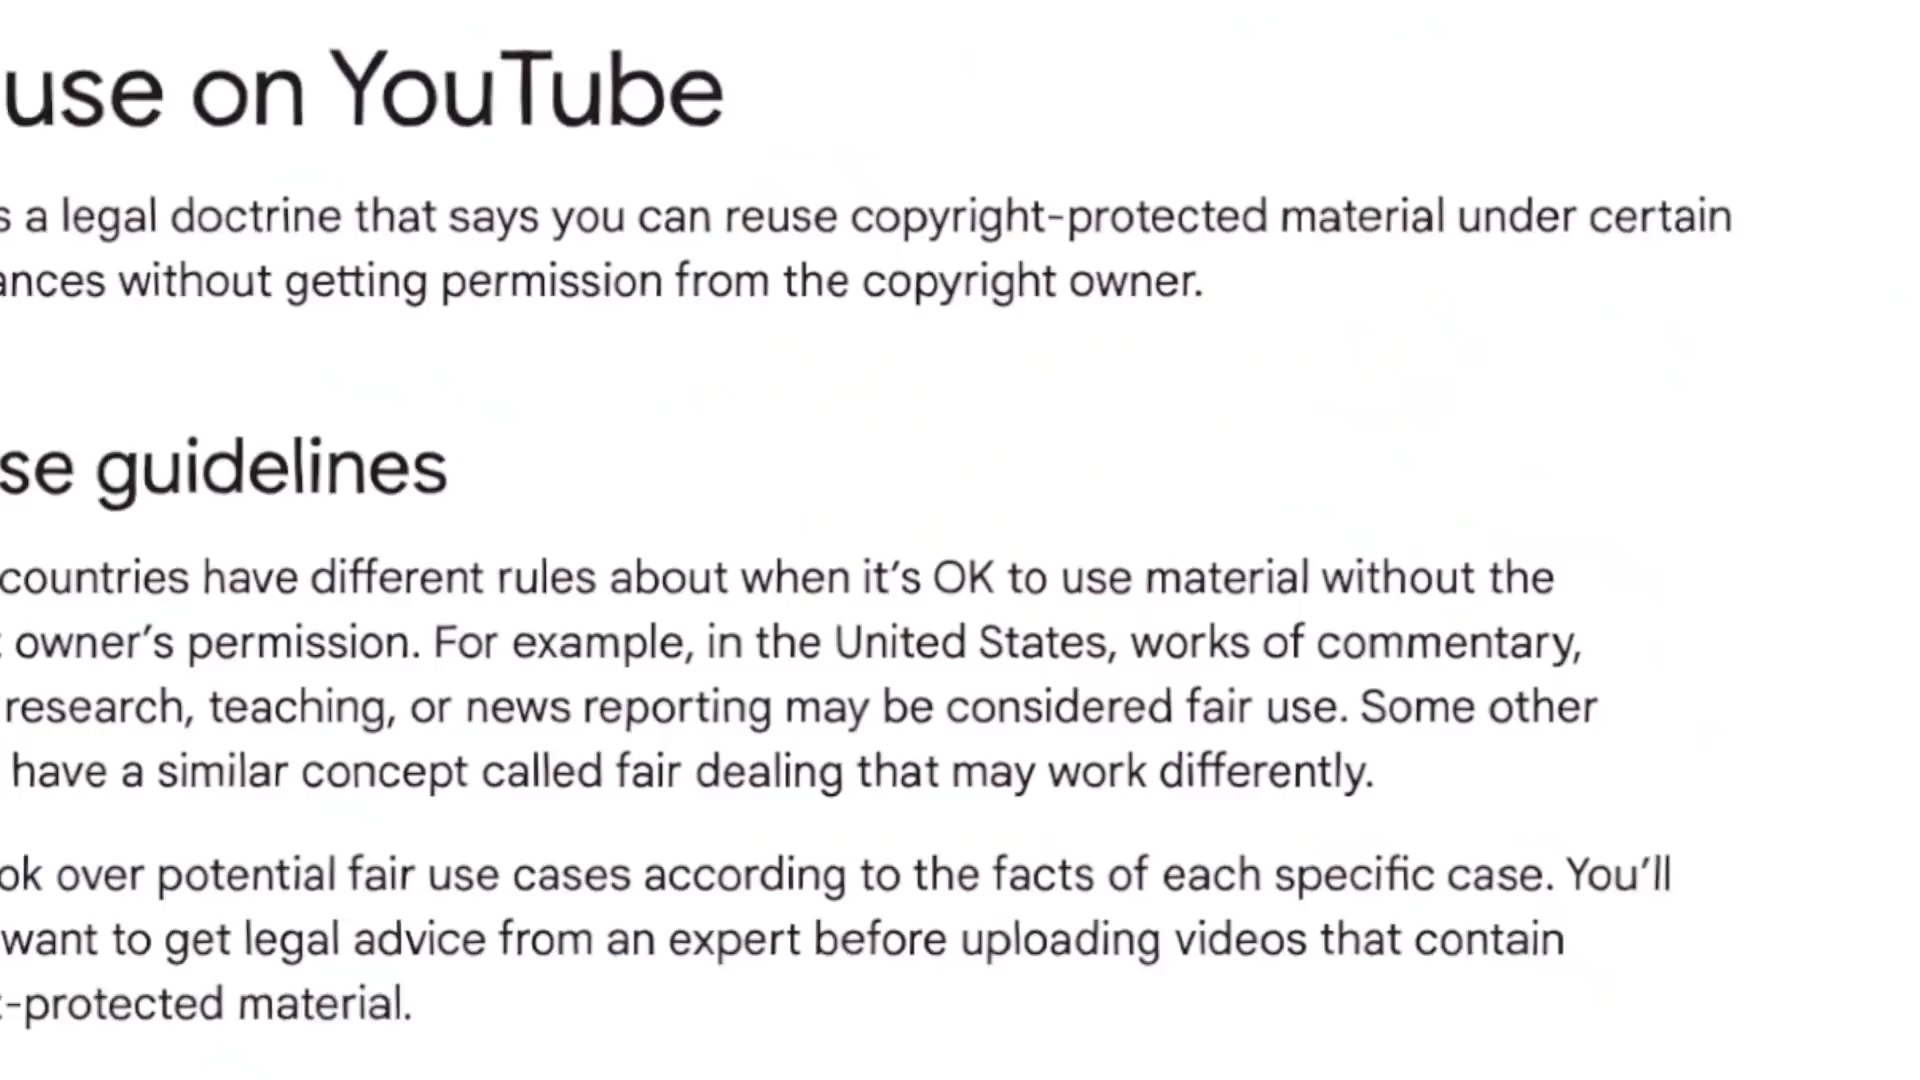 use on YouTube
s a legal doctrine that says you can reuse copyright-protected material under certain
ances without getting permission from the copyright owner.
se guidelines
countries have different rules about when it’s OK to use material without the
owner’s permission. For example, in the United States, works of commentary,
research, teaching, or news reporting may be considered fair use. Some other
have a similar concept called fair dealing that may work differently.
ok over potential fair use cases according to the facts of each specific case. You’ll
want to get legal advice from an expert before uploading videos that contain
-protected material.